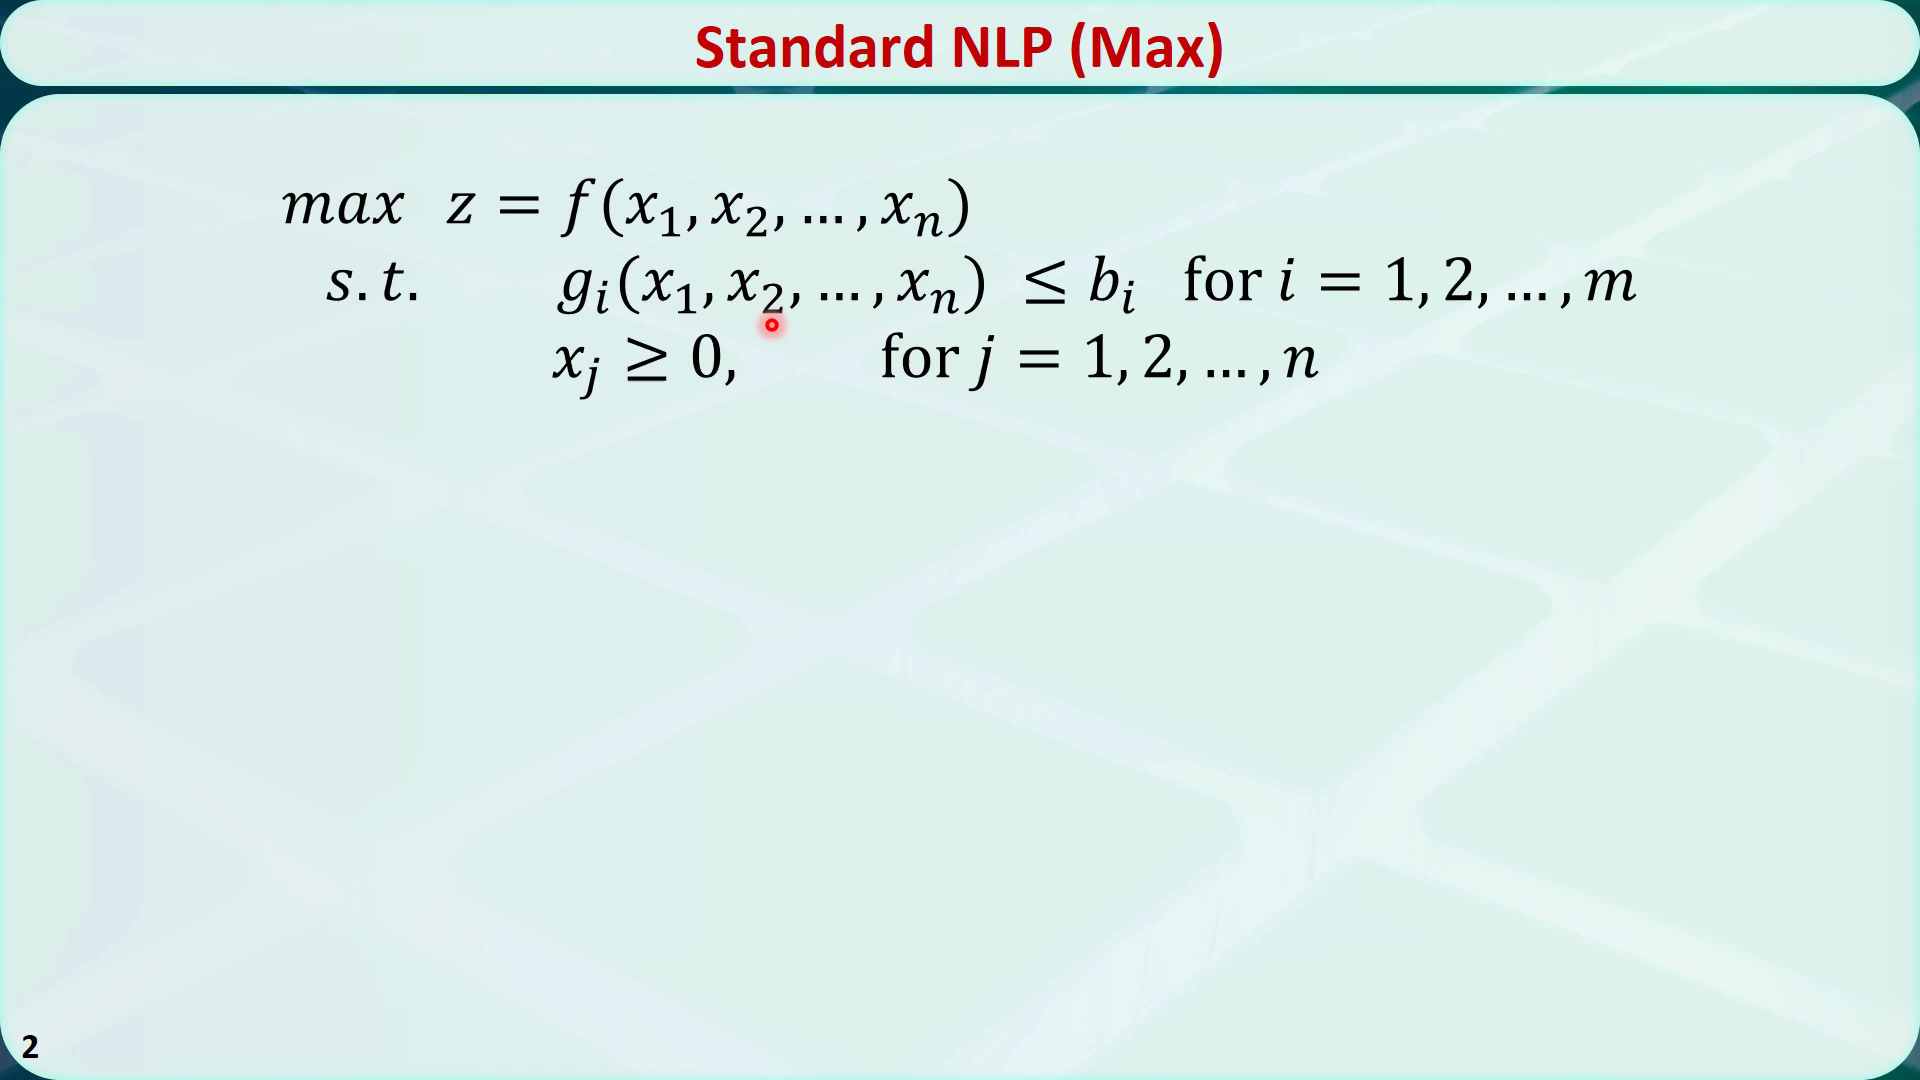 Standard NLP (Max)
max z = f(x₁, x₂, … , xₙ)
s.t. gᵢ(x₁, x₂, … , xₙ) ≤ bᵢ for i = 1, 2, … , m
xⱼ ≥ 0, for j = 1, 2, … , n
2